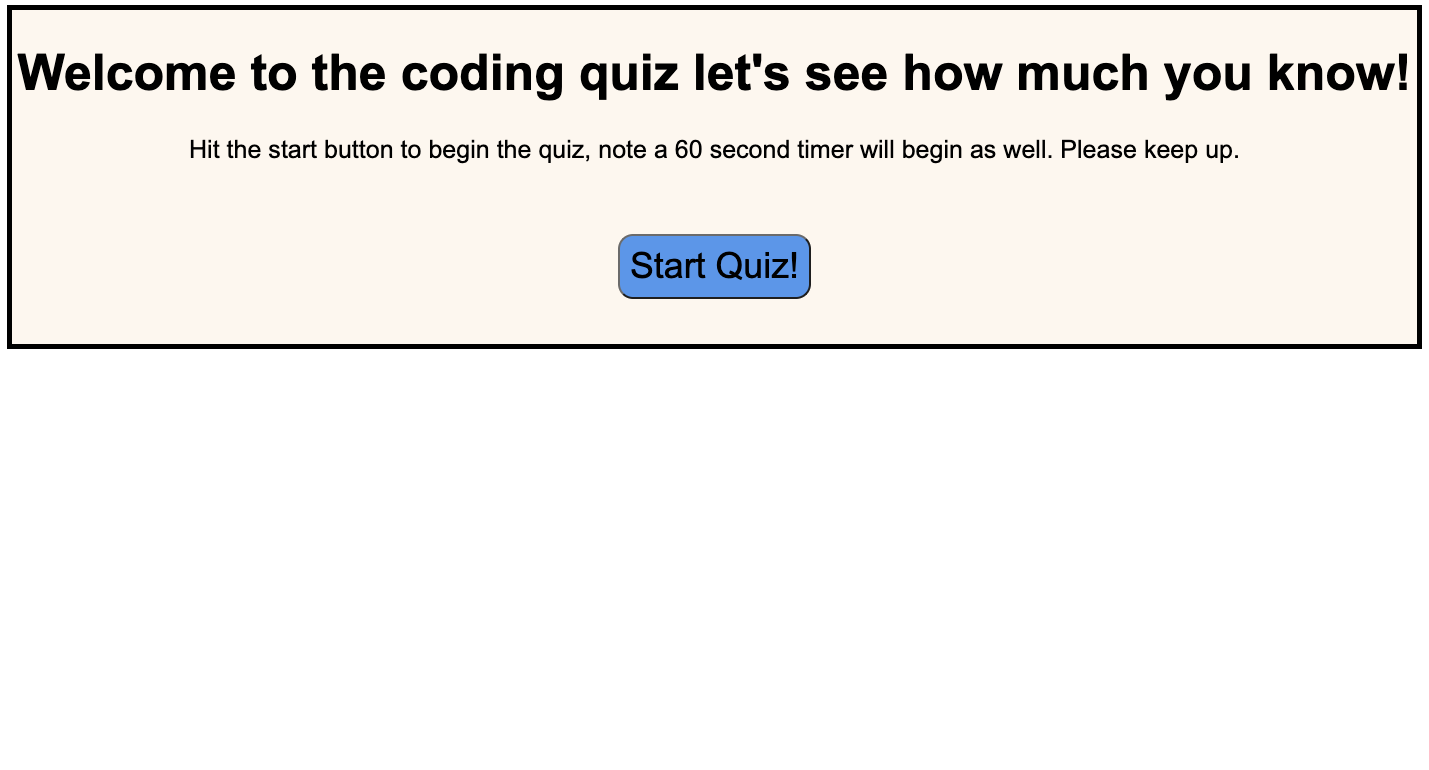 Welcome to the coding quiz let's see how much you know!
Hit the start button to begin the quiz, note a 60 second timer will begin as well. Please keep up.
Start Quiz!